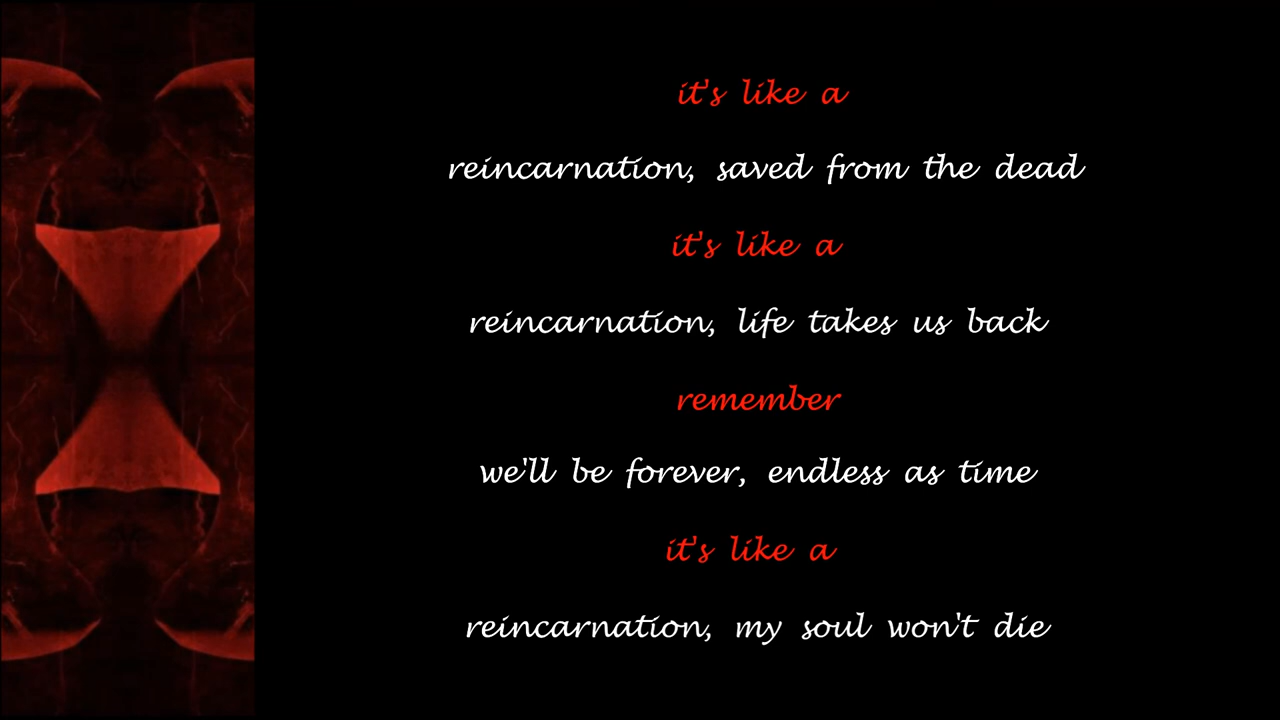 it's like a
reincarnation, saved from the dead
it's like a
reincarnation, life takes us back
remember
we'll be forever, endless as time
it's like a
reincarnation, my soul won't die